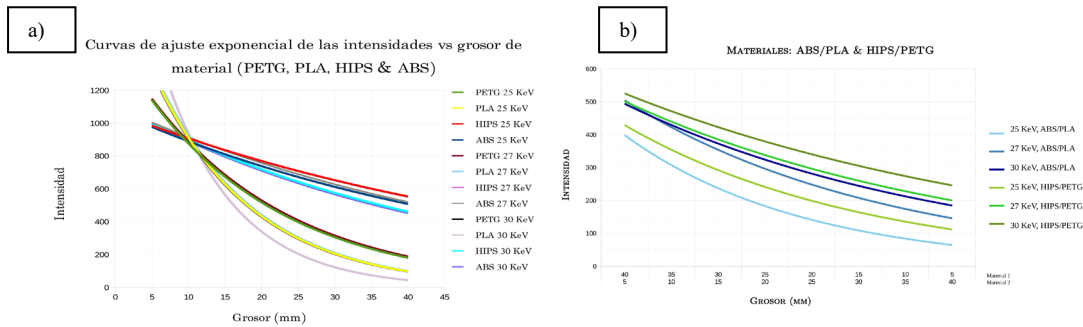 a)
Curvas de ajuste exponencial de las intensidades vs grosor de
material (PETG, PLA, HIPS & ABS)
1200
1000
800
600
400
200
0
0 5 10 15 20 25 30 35 40 45
Intensidad
Grosor (mm)
PETG 25 KeV
PLA 25 KeV
HIPS 25 KeV
ABS 25 KeV
PETG 27 KeV
PLA 27 KeV
HIPS 27 KeV
ABS 27 KeV
PETG 30 KeV
PLA 30 KeV
HIPS 30 KeV
ABS 30 KeV
b)
Materiales: ABS/PLA & HIPS/PETG
600
500
400
300
200
100
0
Intensidad
40 35 30 25 20 15 10 5 Material 1
5 10 15 20 25 30 35 40 Material 2
Grosor (mm)
25 KeV, ABS/PLA
27 KeV, ABS/PLA
30 KeV, ABS/PLA
25 KeV, HIPS/PETG
27 KeV, HIPS/PETG
30 KeV, HIPS/PETG